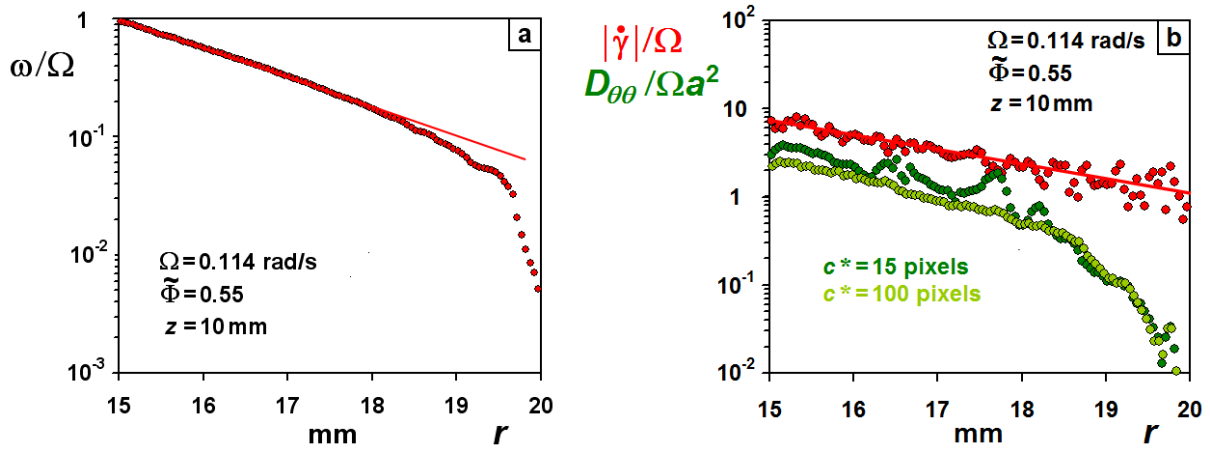 a
ω/Ω
1
10⁻¹
10⁻²
10⁻³
Ω = 0.114 rad/s
Φ̃ = 0.55
z = 10 mm
15 16 17 18 19 20
mm r
b
|γ̇|/Ω
Dθθ/Ωa²
10²
10
1
10⁻¹
10⁻²
Ω = 0.114 rad/s
Φ̃ = 0.55
z = 10 mm
c* = 15 pixels
c* = 100 pixels
15 16 17 18 19 20
mm r